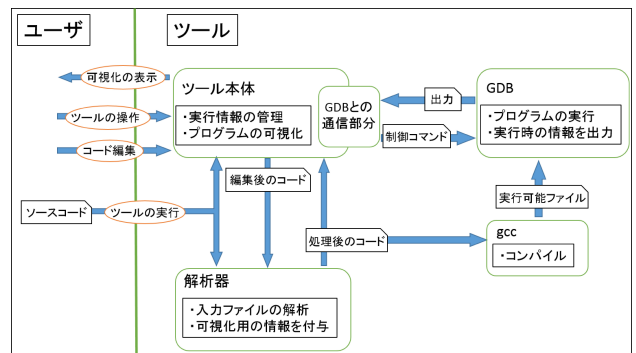 ユーザ
ツール
可視化の表示
ツールの操作
コード編集
ソースコード
ツールの実行
ツール本体
・実行情報の管理
・プログラムの可視化
GDBとの
通信部分
出力
制御コマンド
GDB
・プログラムの実行
・実行時の情報を出力
編集後のコード
処理後のコード
実行可能ファイル
gcc
・コンパイル
解析器
・入力ファイルの解析
・可視化用の情報を付与